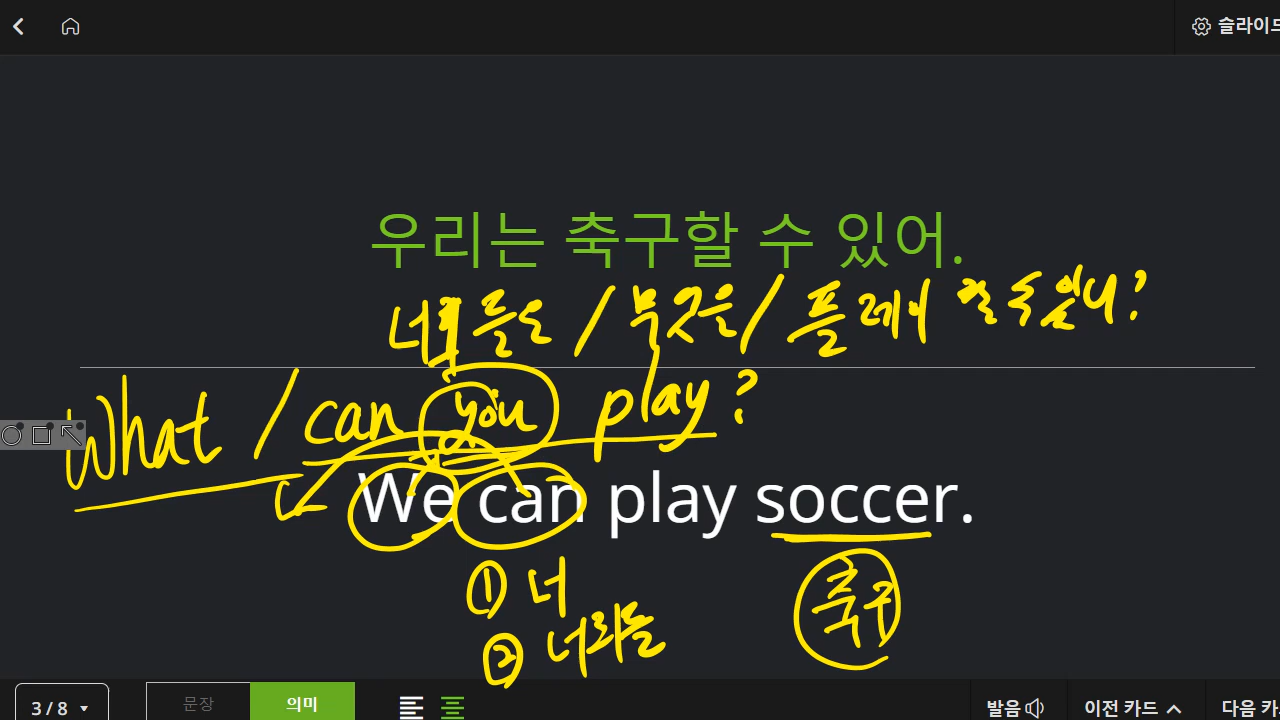 슬라이드
우리는 축구할 수 있어.
너희들은 / 무엇을 / 플레이 할 수 있니?
What / can you play?
We can play soccer.
① 너
② 너희들
축구
3 / 8
문장
의미
발음
이전 카드
다음 카